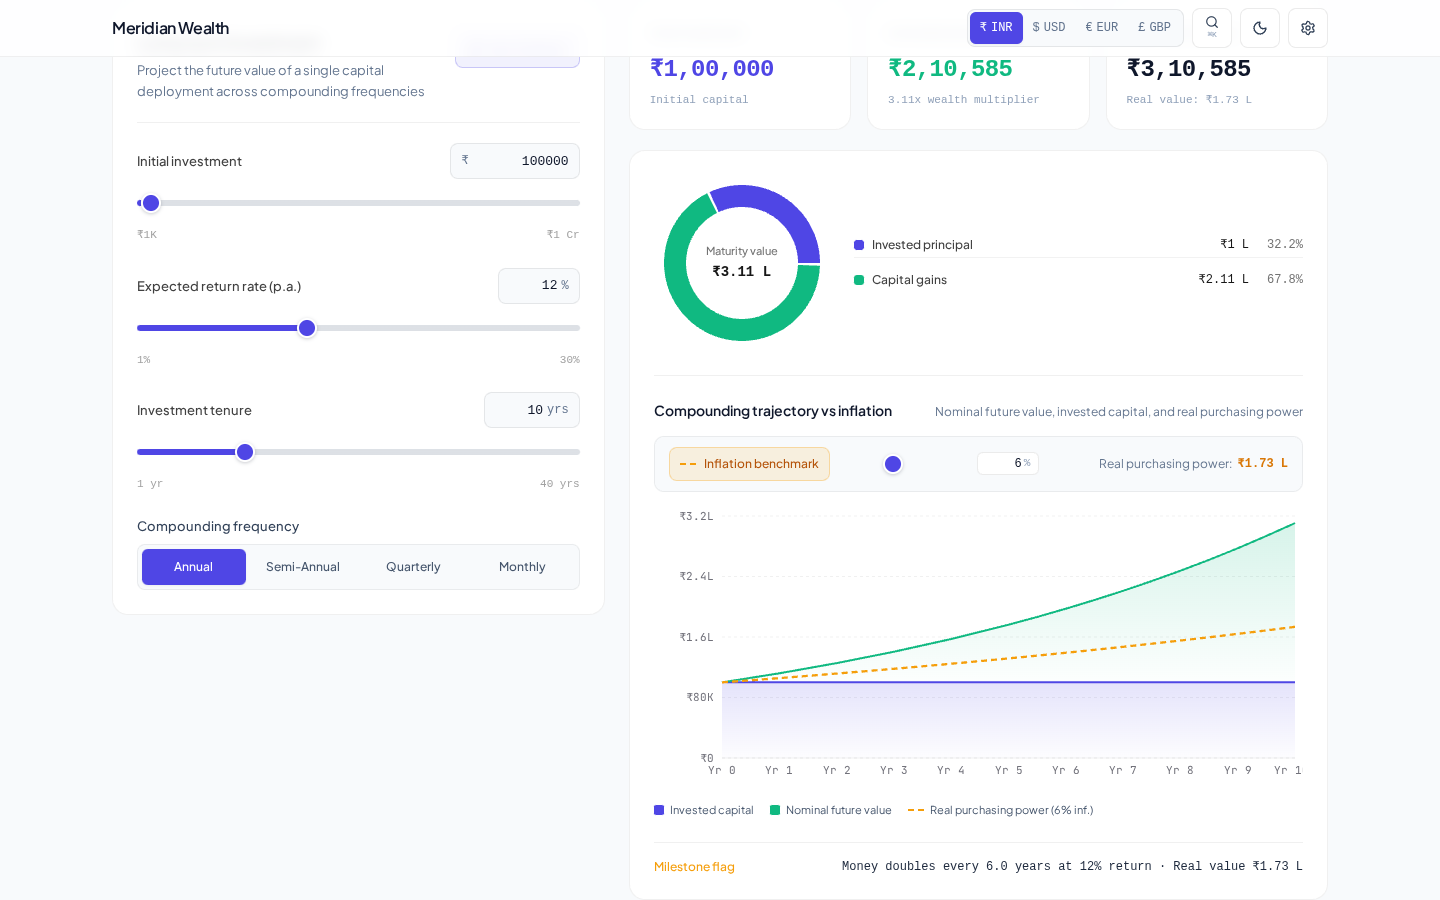 Meridian Wealth
₹ INR $ USD € EUR £ GBP
⌘K
Project the future value of a single capital
deployment across compounding frequencies
₹1,00,000
Initial capital
₹2,10,585
3.11x wealth multiplier
₹3,10,585
Real value: ₹1.73 L
Initial investment ₹ 100000
₹1K ₹1 Cr
Expected return rate (p.a.) 12 %
1% 30%
Investment tenure 10 yrs
1 yr 40 yrs
Compounding frequency
Annual Semi-Annual Quarterly Monthly
Maturity value
₹3.11 L
Invested principal ₹1 L 32.2%
Capital gains ₹2.11 L 67.8%
Compounding trajectory vs inflation Nominal future value, invested capital, and real purchasing power
Inflation benchmark 6 % Real purchasing power: ₹1.73 L
₹3.2L
₹2.4L
₹1.6L
₹80K
₹0
Yr 0 Yr 1 Yr 2 Yr 3 Yr 4 Yr 5 Yr 6 Yr 7 Yr 8 Yr 9 Yr 1
Invested capital Nominal future value Real purchasing power (6% inf.)
Milestone flag Money doubles every 6.0 years at 12% return · Real value ₹1.73 L